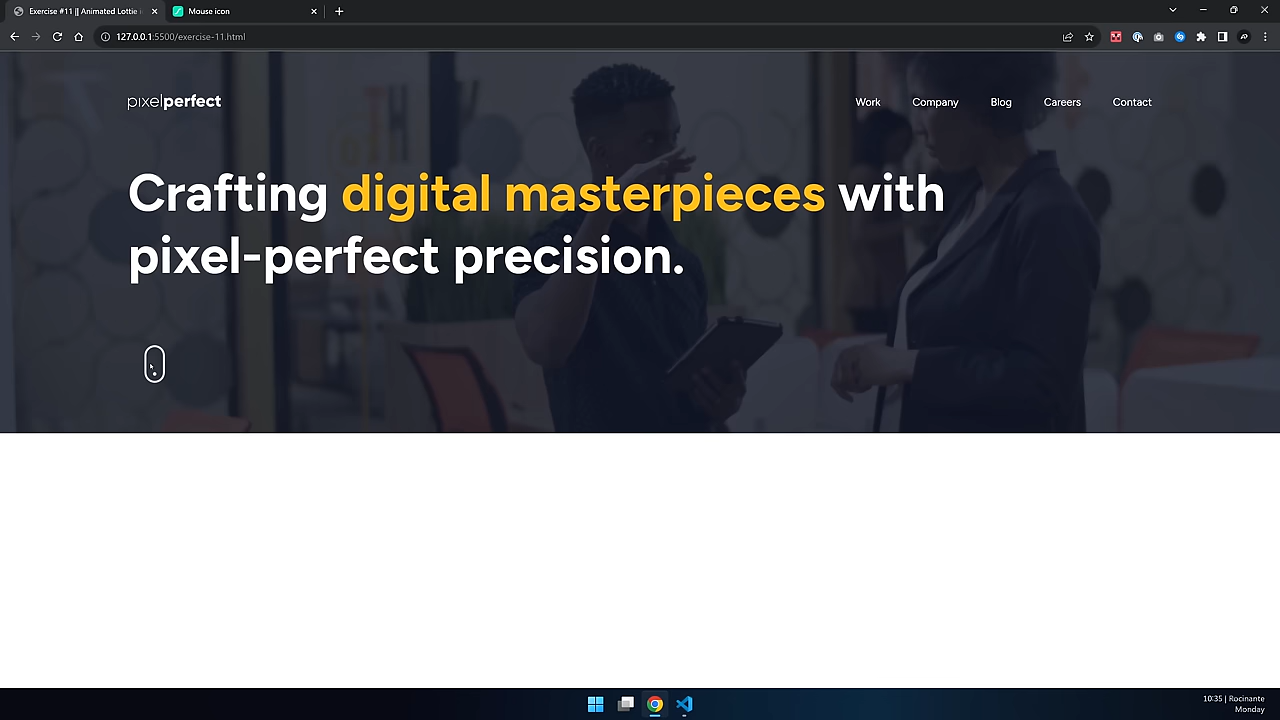 Exercise #11 || Animated Lottie
Mouse icon
127.0.0.1:5500/exercise-11.html
pixelperfect
Work
Company
Blog
Careers
Contact
Crafting digital masterpieces with
pixel-perfect precision.
10:35 | Rocinante
Monday